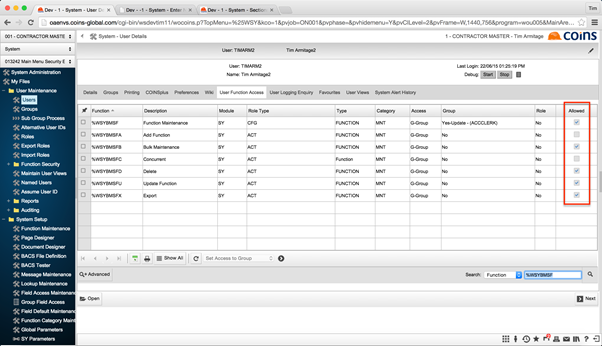 Dev - -1 - System - User D
Dev - -1 - System - Enter N
Dev - -1 - System - Section
Tim
oaenvs.coins-global.com/cgi-bin/wsdevtlm11/wocoins.p?TopMenu=%25WSY&kco=1&pvjob=ON001&pvphase=&pvhidemenu=Y&pvCtLevel=2&pvFrame=W,1440,756&program=wou005&MainAre
001 - CONTRACTOR MASTE
System - User Details
1 - CONTRACTOR MASTER - Tim Armitage
COINS
System
013242 Main Menu Security E
User: TIMARM2
Tim Armitage2
User: TIMARM2
Name: Tim Armitage2
Last Login: 22/06/15 01:25:19 PM
Debug: Start Stop
System Administration
My Files
User Maintenance
Users
Groups
Sub Group Process
Alternative User IDs
Roles
Export Roles
Import Roles
Function Security
Maintain User Views
Named Users
Assume User ID
Reports
Auditing
System Setup
Function Maintenance
Page Designer
Document Designer
BACS File Definition
BACS Tester
Message Maintenance
Lookup Maintenance
Field Access Maintenanc
Group Field Access
Field Default Maintenanc
Function Category Maint
Global Parameters
SY Parameters
Details Groups Printing COINSplus Preferences Wiki User Function Access User Logging Enquiry Favourites User Views System Alert History
Function Description Module Role Type Type Category Access Group Role Allowed
%WSYBMSF Function Maintenance SY CFG FUNCTION MNT G-Group Yes-Update - (ACCCLERK) No
%WSYBMSFA Add Function SY ACT FUNCTION MNT G-Group No No
%WSYBMSFB Bulk Maintenance SY ACT FUNCTION MNT G-Group No No
%WSYBMSFC Concurrent SY ACT Function MNT G-Group No No
%WSYBMSFD Delete SY ACT FUNCTION MNT G-Group No No
%WSYBMSFU Update Function SY ACT FUNCTION MNT G-Group No No
%WSYBMSFX Export SY ACT FUNCTION MNT G-Group No No
Show All Set Access to Group
Advanced
Search: Function %WSYBMSF
Open
Next